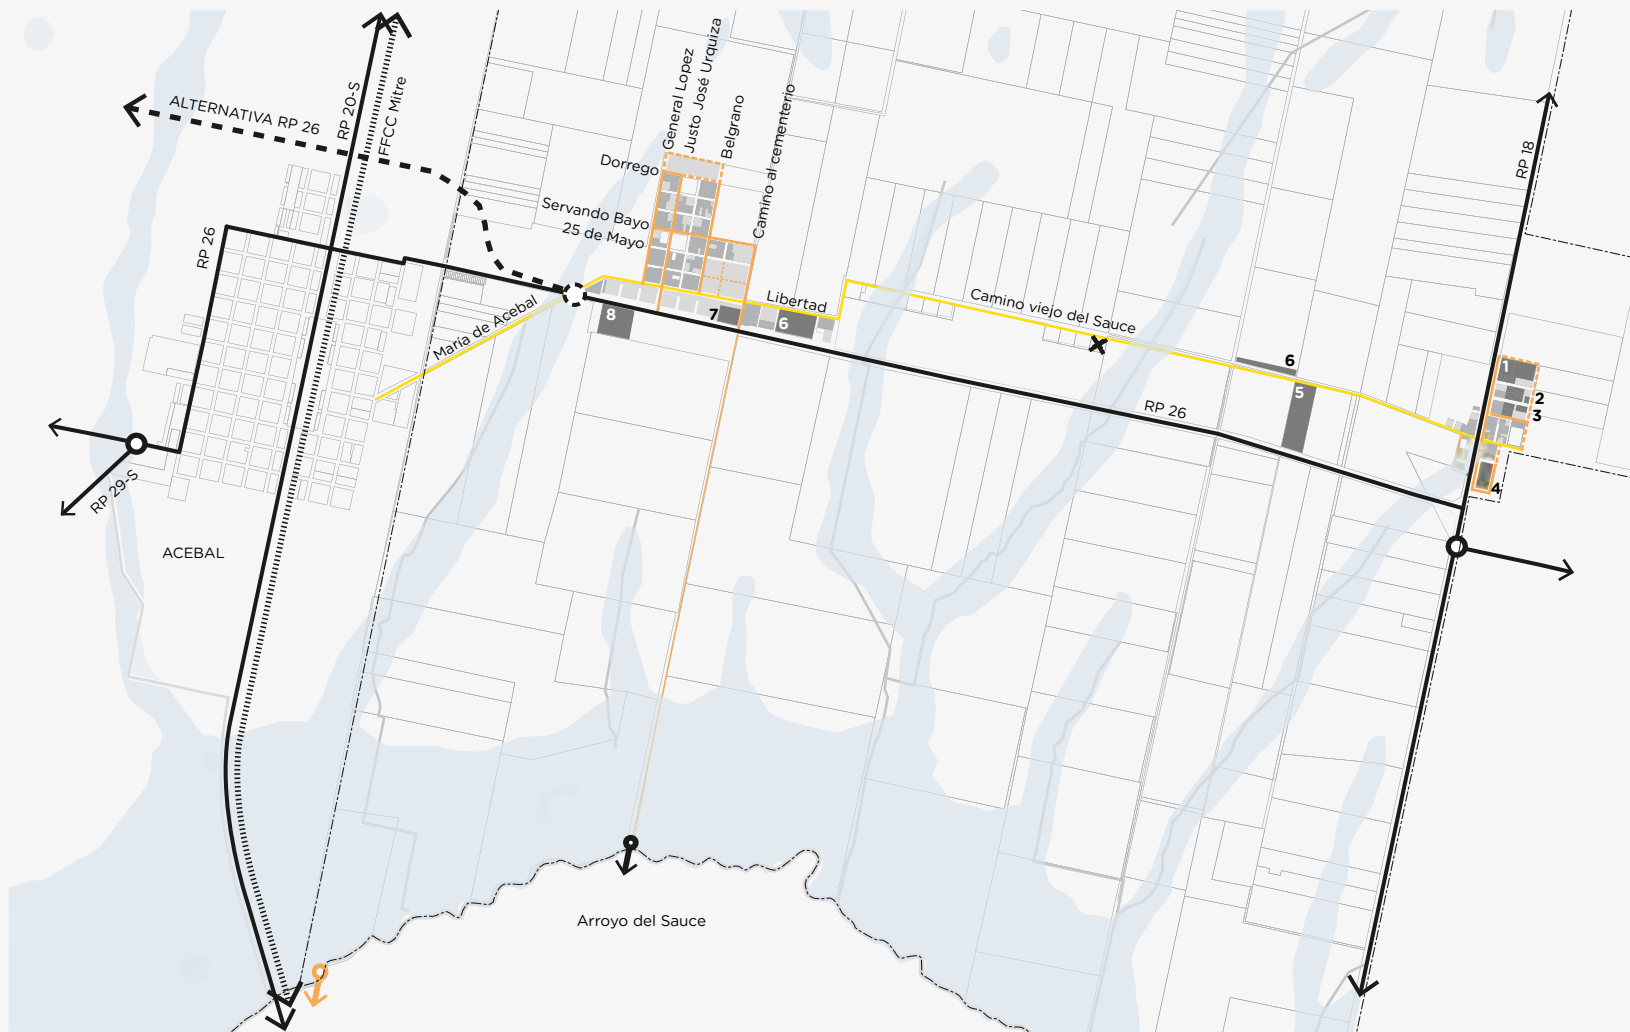 General Lopez
Justo José Urquiza
Belgrano
Camino al cementerio
ALTERNATIVA RP 26
RP 20-S
FFCC Mitre
RP 18
Dorrego
Servando Bayo
25 de Mayo
RP 26
María de Acebal
Libertad
Camino viejo del Sauce
8
7
6
6
5
1
2
3
4
RP 26
RP 29-S
ACEBAL
Arroyo del Sauce